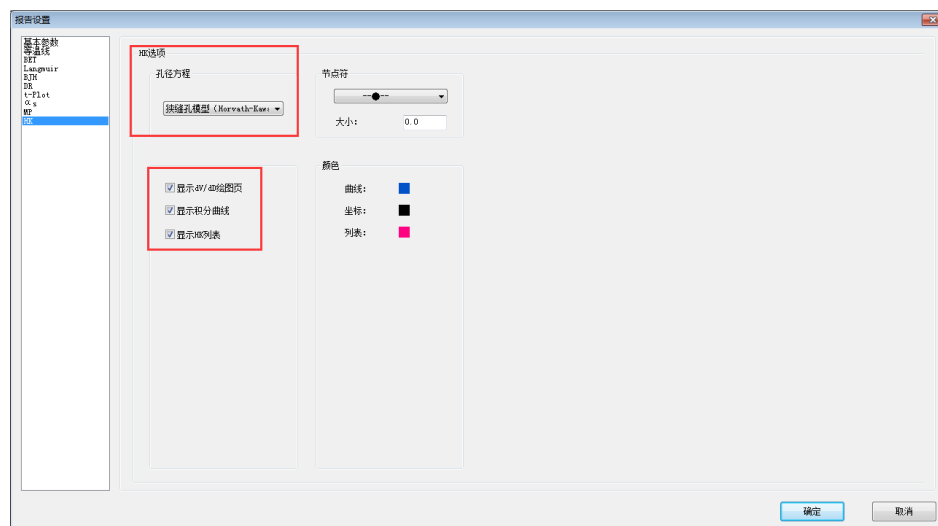 报告设置
基本参数
等温线
BET
Langmuir
BJH
DR
t-Plot
αs
MP
HK
HK选项
孔径方程
狭缝孔模型 (Horvath-Kaw
节点符
大小: 0.0
显示dV/dD绘图页
显示积分曲线
显示HK列表
颜色
曲线:
坐标:
列表:
确定
取消